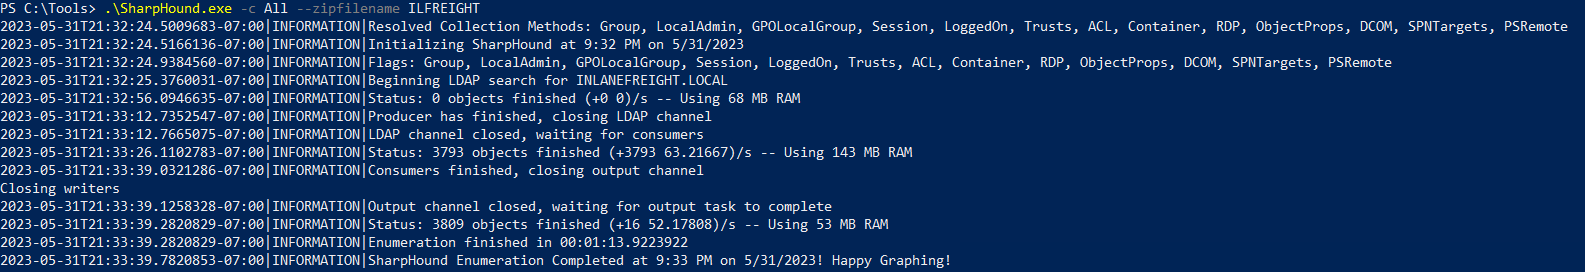 PS C:\Tools> .\SharpHound.exe -c All --zipfilename ILFREIGHT
2023-05-31T21:32:24.5009683-07:00|INFORMATION|Resolved Collection Methods: Group, LocalAdmin, GPOLocalGroup, Session, LoggedOn, Trusts, ACL, Container, RDP, ObjectProps, DCOM, SPNTargets, PSRemote
2023-05-31T21:32:24.5166136-07:00|INFORMATION|Initializing SharpHound at 9:32 PM on 5/31/2023
2023-05-31T21:32:24.9384560-07:00|INFORMATION|Flags: Group, LocalAdmin, GPOLocalGroup, Session, LoggedOn, Trusts, ACL, Container, RDP, ObjectProps, DCOM, SPNTargets, PSRemote
2023-05-31T21:32:25.3760031-07:00|INFORMATION|Beginning LDAP search for INLANEFREIGHT.LOCAL
2023-05-31T21:32:56.0946635-07:00|INFORMATION|Status: 0 objects finished (+0 0)/s -- Using 68 MB RAM
2023-05-31T21:33:12.7352547-07:00|INFORMATION|Producer has finished, closing LDAP channel
2023-05-31T21:33:12.7665075-07:00|INFORMATION|LDAP channel closed, waiting for consumers
2023-05-31T21:33:26.1102783-07:00|INFORMATION|Status: 3793 objects finished (+3793 63.21667)/s -- Using 143 MB RAM
2023-05-31T21:33:39.0321286-07:00|INFORMATION|Consumers finished, closing output channel
Closing writers
2023-05-31T21:33:39.1258328-07:00|INFORMATION|Output channel closed, waiting for output task to complete
2023-05-31T21:33:39.2820829-07:00|INFORMATION|Status: 3809 objects finished (+16 52.17808)/s -- Using 53 MB RAM
2023-05-31T21:33:39.2820829-07:00|INFORMATION|Enumeration finished in 00:01:13.9223922
2023-05-31T21:33:39.7820853-07:00|INFORMATION|SharpHound Enumeration Completed at 9:33 PM on 5/31/2023! Happy Graphing!